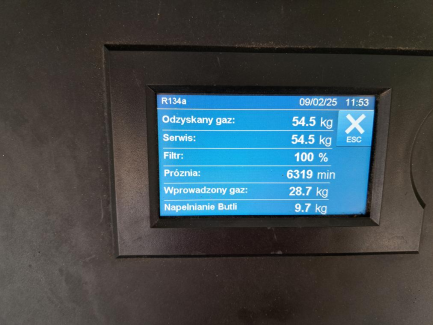 R134a 09/02/25 11:53
Odzyskany gaz: 54.5 kg
Serwis: 54.5 kg
ESC
Filtr: 100 %
Próznia: 6319 min
Wprowadzony gaz: 28.7 kg
Napełnianie Butli 9.7 kg